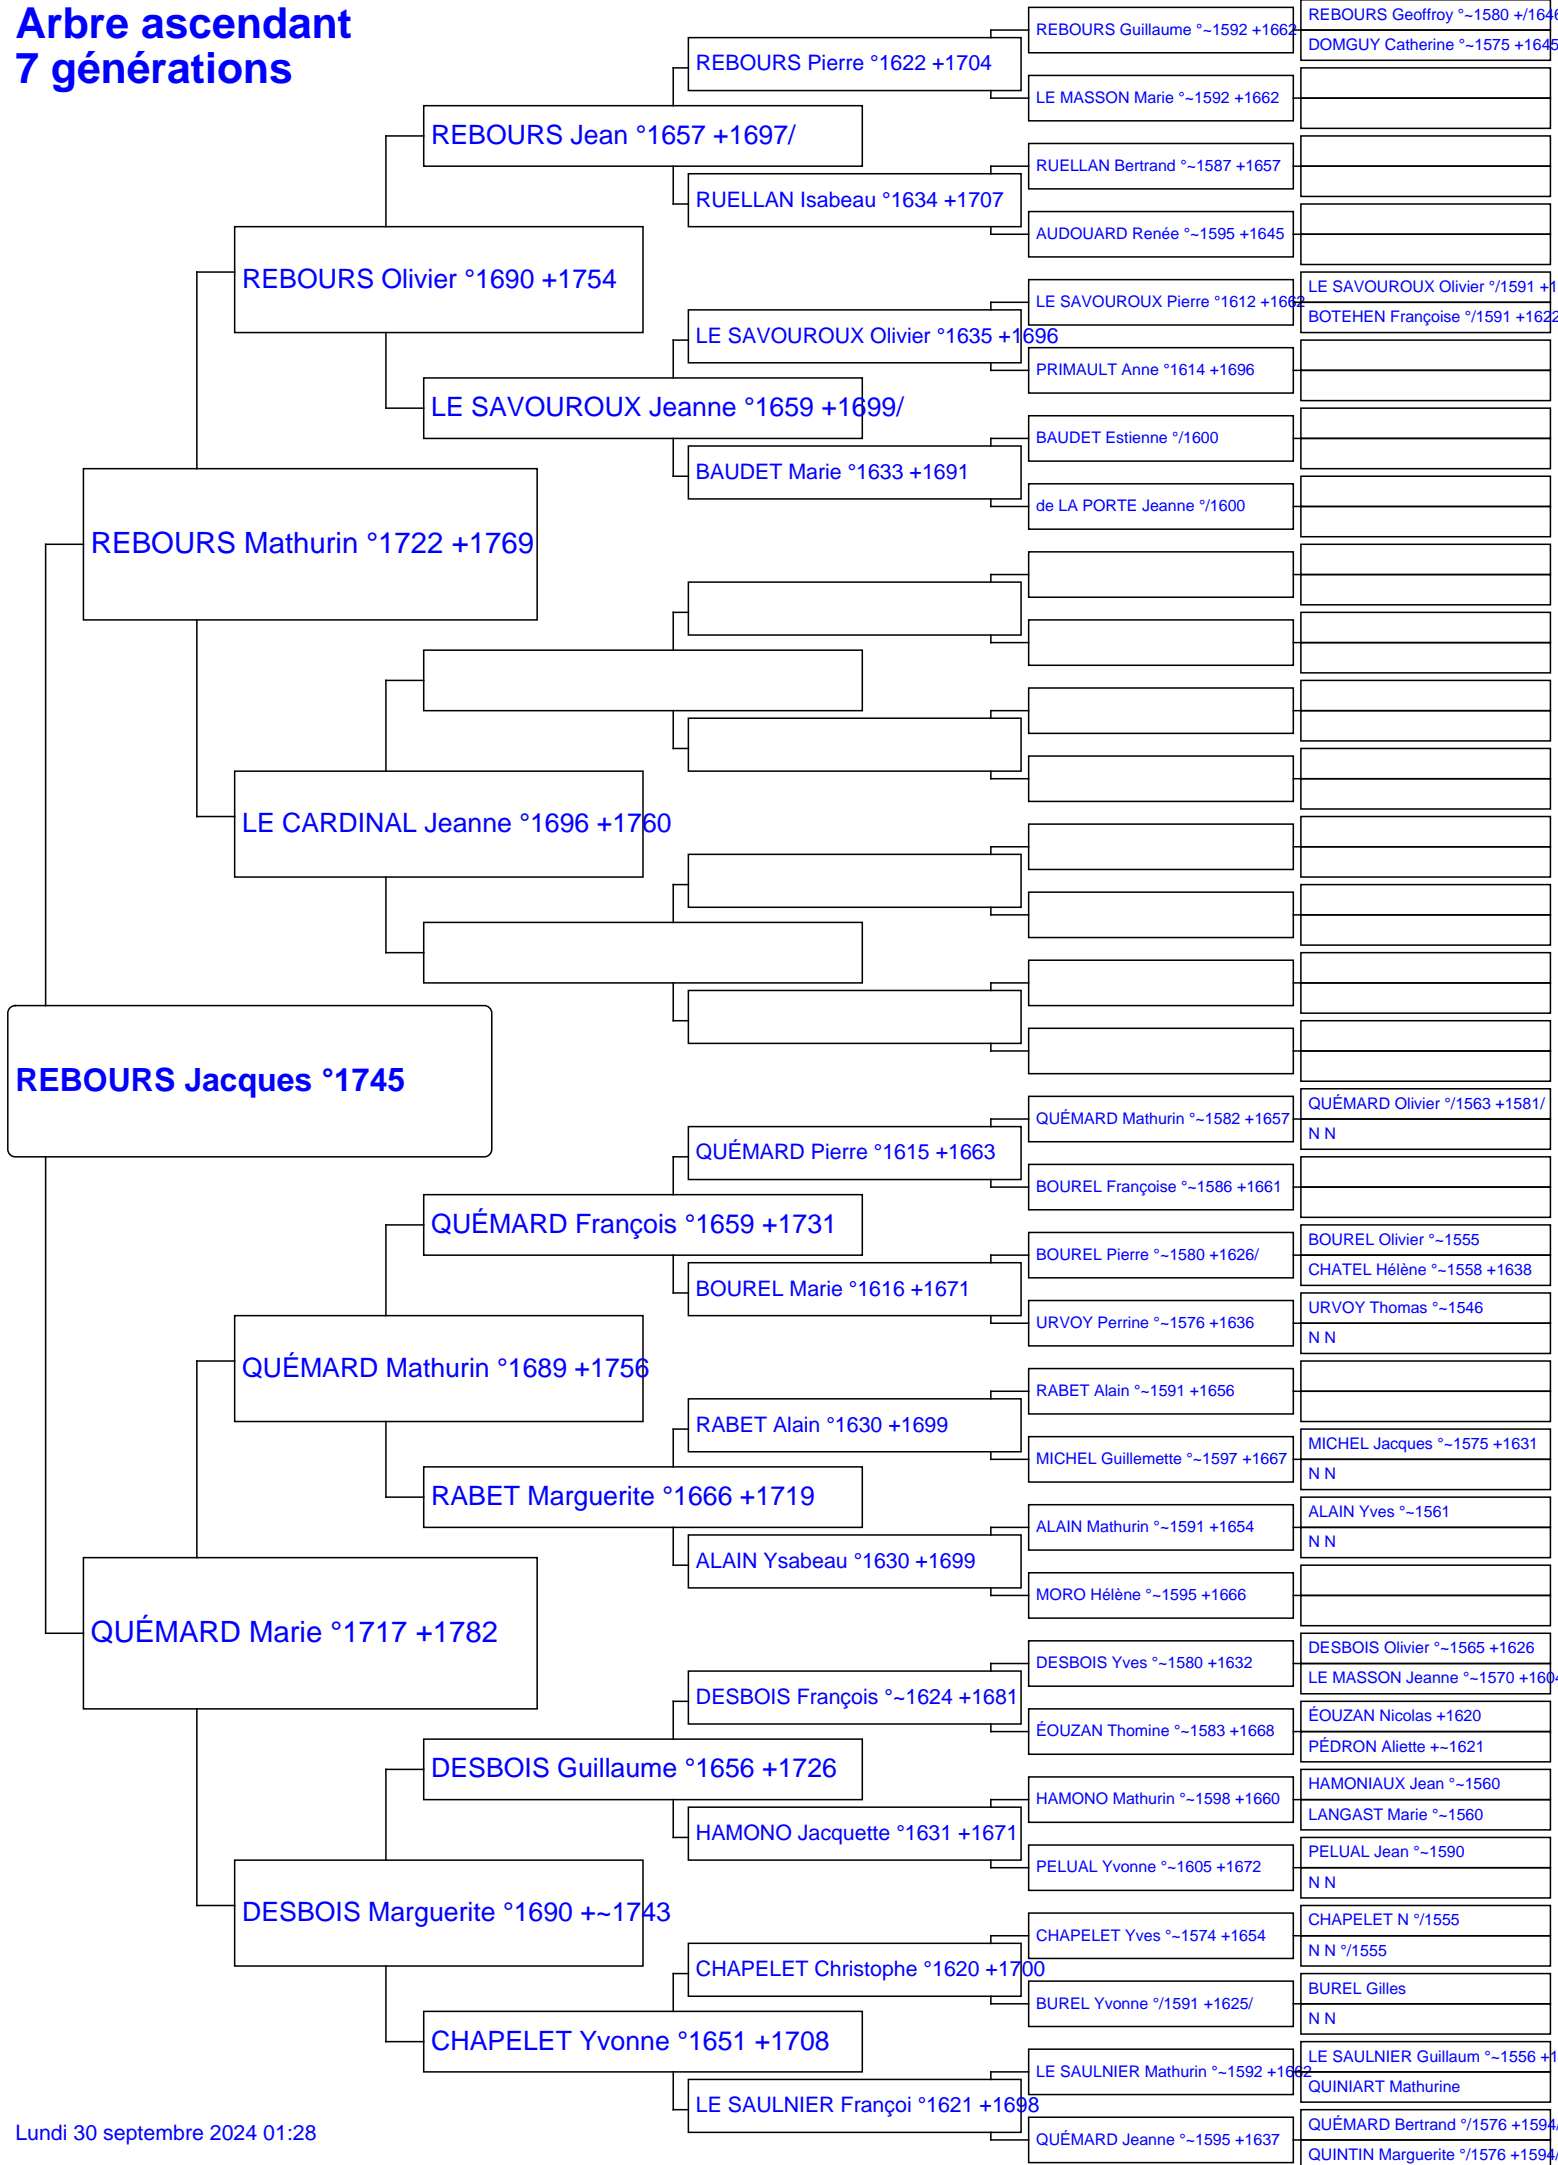 Arbre ascendant
7 générations
REBOURS Geoffroy °~1580 +/1646
REBOURS Guillaume °~1592 +1662
DOMGUY Catherine °~1575 +1645
REBOURS Pierre °1622 +1704
LE MASSON Marie °~1592 +1662
REBOURS Jean °1657 +1697/
RUELLAN Bertrand °~1587 +1657
RUELLAN Isabeau °1634 +1707
AUDOUARD Renée °~1595 +1645
REBOURS Olivier °1690 +1754
LE SAVOUROUX Olivier °/1591 +1
LE SAVOUROUX Pierre °1612 +1662
BOTEHEN Françoise °/1591 +1622
LE SAVOUROUX Olivier °1635 +1696
PRIMAULT Anne °1614 +1696
LE SAVOUROUX Jeanne °1659 +1699/
BAUDET Estienne °/1600
BAUDET Marie °1633 +1691
de LA PORTE Jeanne °/1600
REBOURS Mathurin °1722 +1769
LE CARDINAL Jeanne °1696 +1760
REBOURS Jacques °1745
QUÉMARD Olivier °/1563 +1581/
QUÉMARD Mathurin °~1582 +1657
N N
QUÉMARD Pierre °1615 +1663
BOUREL Françoise °~1586 +1661
QUÉMARD François °1659 +1731
BOUREL Olivier °~1555
BOUREL Pierre °~1580 +1626/
CHATEL Hélène °~1558 +1638
BOUREL Marie °1616 +1671
URVOY Thomas °~1546
URVOY Perrine °~1576 +1636
N N
QUÉMARD Mathurin °1689 +1756
RABET Alain °~1591 +1656
RABET Alain °1630 +1699
MICHEL Jacques °~1575 +1631
MICHEL Guillemette °~1597 +1667
N N
RABET Marguerite °1666 +1719
ALAIN Yves °~1561
ALAIN Mathurin °~1591 +1654
N N
ALAIN Ysabeau °1630 +1699
MORO Hélène °~1595 +1666
QUÉMARD Marie °1717 +1782
DESBOIS Olivier °~1565 +1626
DESBOIS Yves °~1580 +1632
LE MASSON Jeanne °~1570 +1604
DESBOIS François °~1624 +1681
ÉOUZAN Nicolas +1620
ÉOUZAN Thomine °~1583 +1668
PÉDRON Aliette +~1621
DESBOIS Guillaume °1656 +1726
HAMONIAUX Jean °~1560
HAMONO Mathurin °~1598 +1660
LANGAST Marie °~1560
HAMONO Jacquette °1631 +1671
PELUAL Jean °~1590
PELUAL Yvonne °~1605 +1672
N N
DESBOIS Marguerite °1690 +~1743
CHAPELET N °/1555
CHAPELET Yves °~1574 +1654
N N °/1555
CHAPELET Christophe °1620 +1700
BUREL Gilles
BUREL Yvonne °/1591 +1625/
N N
CHAPELET Yvonne °1651 +1708
LE SAULNIER Guillaum °~1556 +1
LE SAULNIER Mathurin °~1592 +1662
QUINIART Mathurine
LE SAULNIER Françoi °1621 +1698
QUÉMARD Bertrand °/1576 +1594/
QUÉMARD Jeanne °~1595 +1637
QUINTIN Marguerite °/1576 +1594/
Lundi 30 septembre 2024 01:28